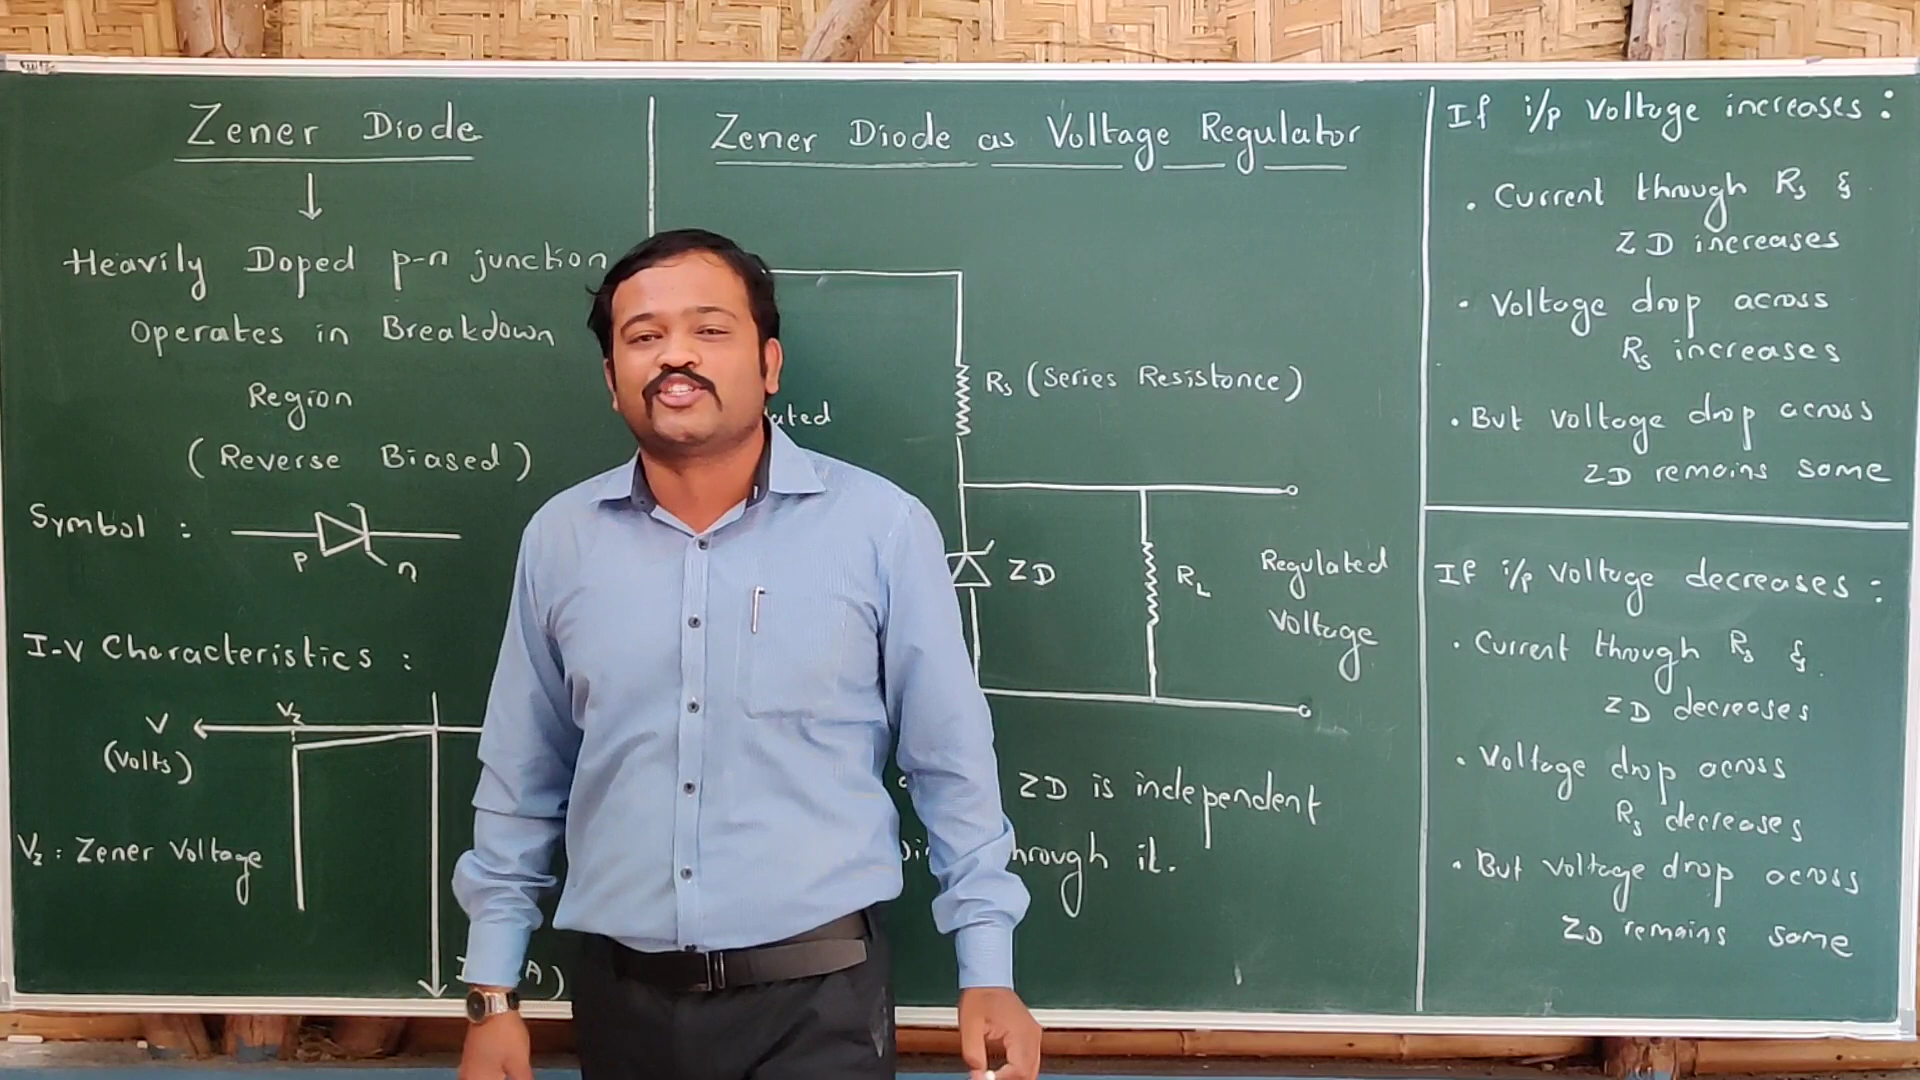 Zener Diode
Heavily Doped p-n junction
Operates in Breakdown
Region
(Reverse Biased)
Symbol :
p
n
I-V Characteristics :
V
(Volts)
Vz
Vz : Zener Voltage
A)
Zener Diode as Voltage Regulator
Rs (Series Resistance)
ZD
RL
Regulated
Voltage
ZD is independent
through it.
If i/p Voltage increases :
• Current through Rs &
ZD increases
• Voltage drop across
Rs increases
• But voltage drop across
ZD remains same
If i/p Voltage decreases :
• Current through Rs &
ZD decreases
• Voltage drop across
Rs decreases
• But voltage drop across
ZD remains same